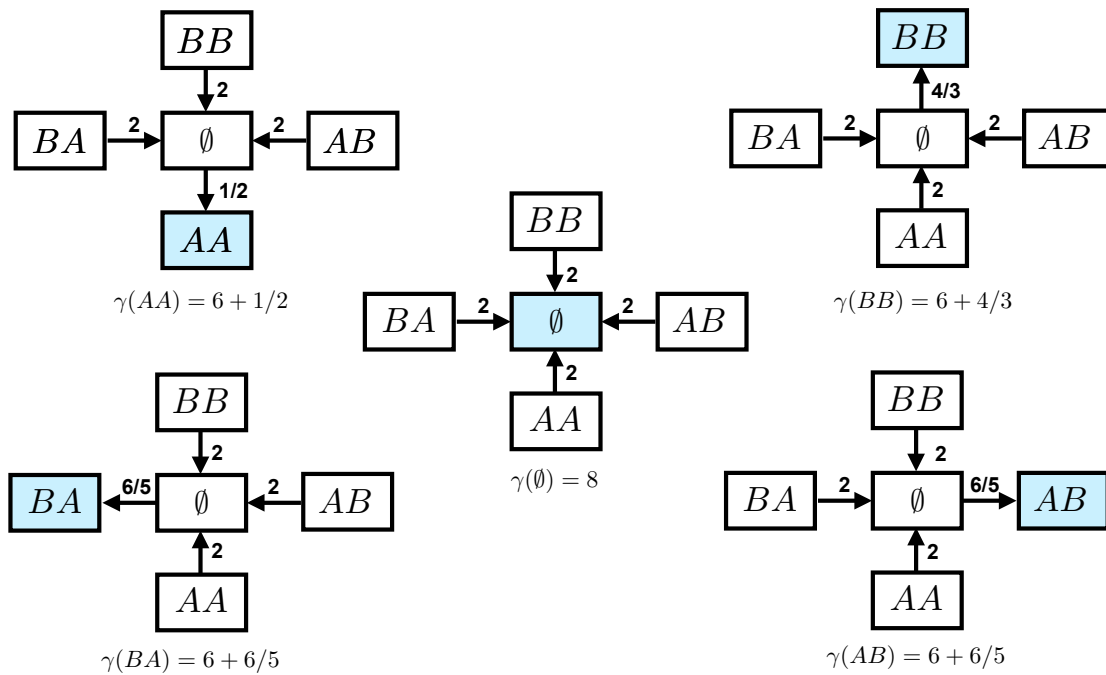 BB
2
BA
2
∅
2
AB
1/2
AA
γ(AA) = 6 + 1/2
BB
4/3
BA
2
∅
2
AB
2
AA
γ(BB) = 6 + 4/3
BB
2
BA
2
∅
2
AB
2
AA
γ(∅) = 8
BB
2
BA
6/5
∅
2
AB
2
AA
γ(BA) = 6 + 6/5
BB
2
BA
2
∅
6/5
AB
2
AA
γ(AB) = 6 + 6/5